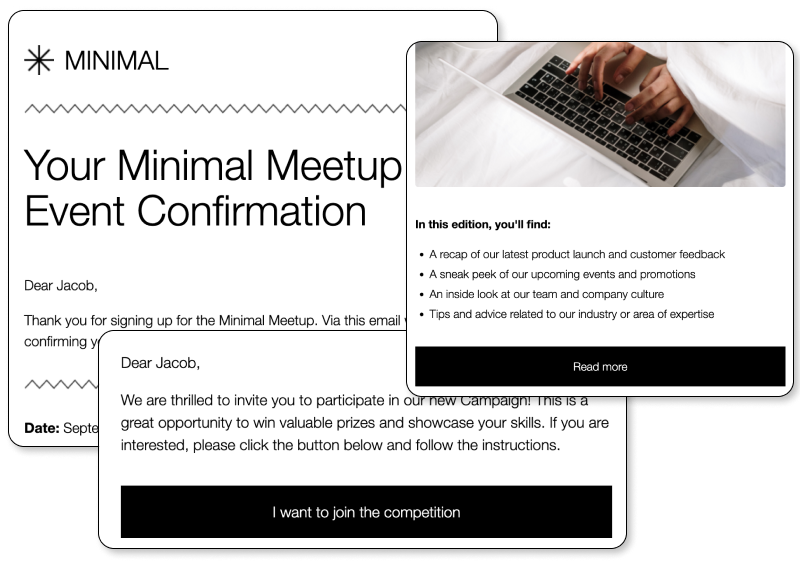 MINIMAL
Your Minimal Meetup
Event Confirmation
Dear Jacob,
Thank you for signing up for the Minimal Meetup. Via this email
confirming
Date:
In this edition, you'll find:
• A recap of our latest product launch and customer feedback
• A sneak peek of our upcoming events and promotions
• An inside look at our team and company culture
• Tips and advice related to our industry or area of expertise
Read more
Dear Jacob,
We are thrilled to invite you to participate in our new Campaign! This is a
great opportunity to win valuable prizes and showcase your skills. If you are
interested, please click the button below and follow the instructions.
I want to join the competition